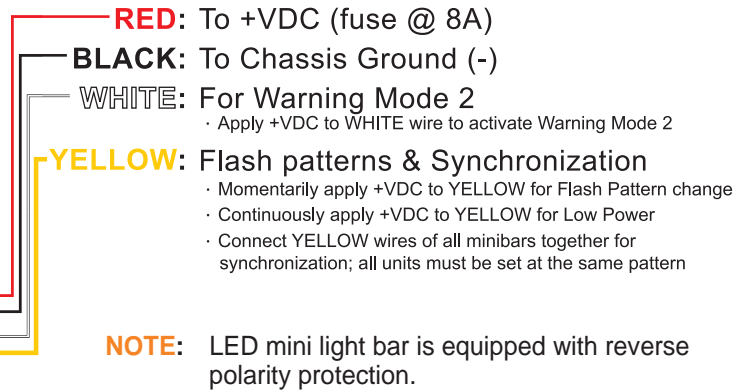 RED: To +VDC (fuse @ 8A)
BLACK: To Chassis Ground (-)
WHITE: For Warning Mode 2
· Apply +VDC to WHITE wire to activate Warning Mode 2
YELLOW: Flash patterns & Synchronization
· Momentarily apply +VDC to YELLOW for Flash Pattern change
· Continuously apply +VDC to YELLOW for Low Power
· Connect YELLOW wires of all minibars together for
synchronization; all units must be set at the same pattern
NOTE: LED mini light bar is equipped with reverse
polarity protection.